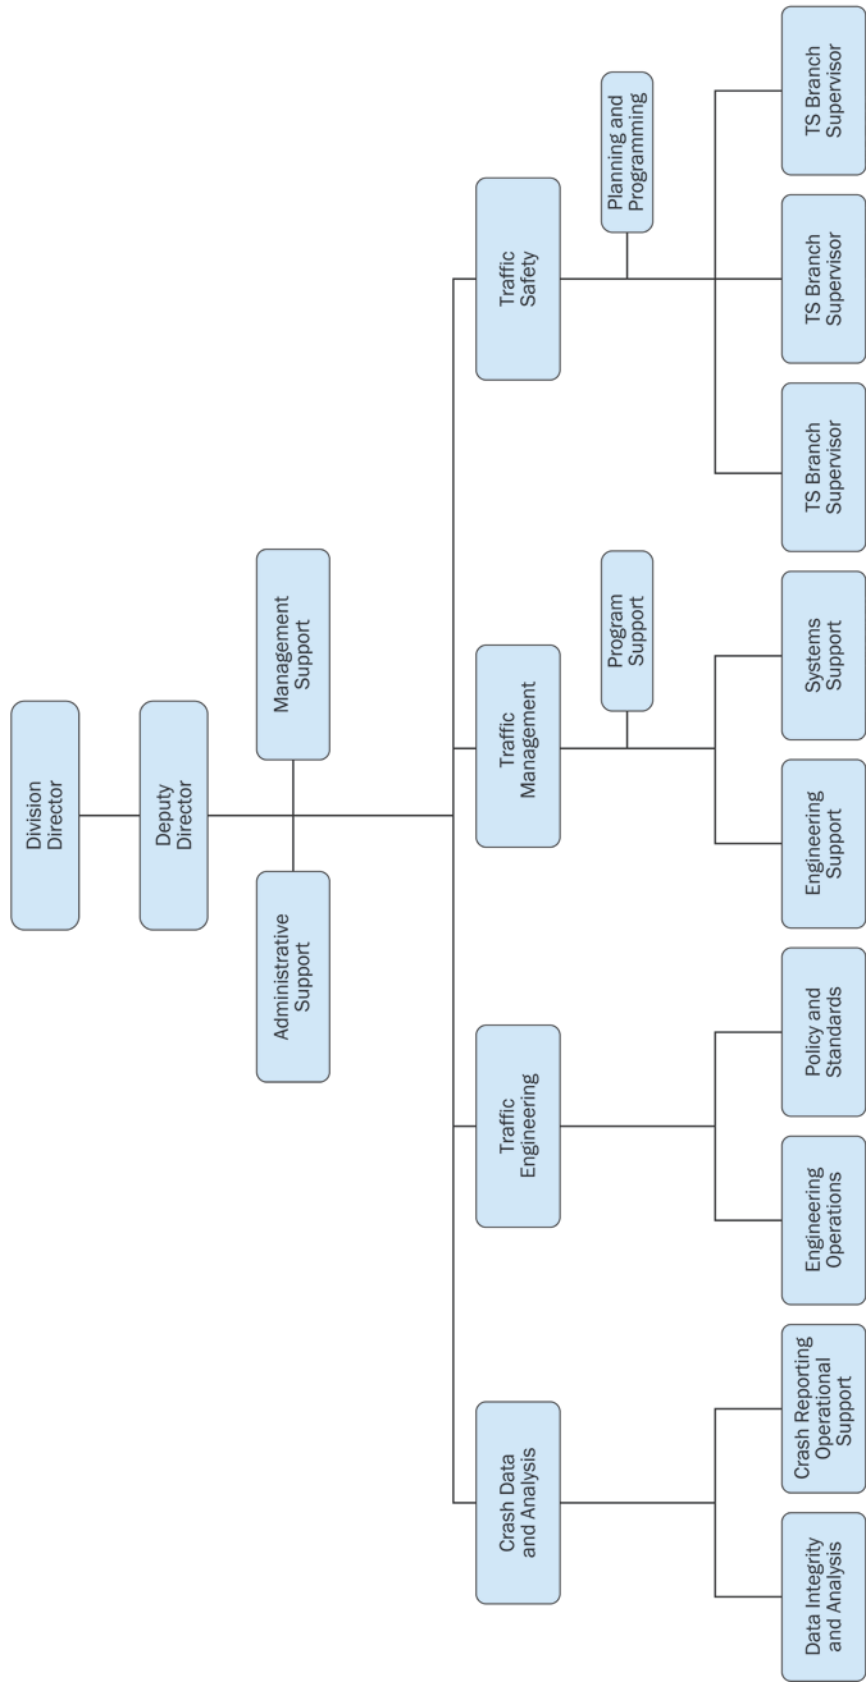 Division
Director
Deputy
Director
Administrative
Support
Management
Support
Crash Data
and Analysis
Traffic
Engineering
Traffic
Management
Traffic
Safety
Program
Support
Planning and
Programming
Data Integrity
and Analysis
Crash Reporting
Operational
Support
Engineering
Operations
Policy and
Standards
Engineering
Support
Systems
Support
TS Branch
Supervisor
TS Branch
Supervisor
TS Branch
Supervisor